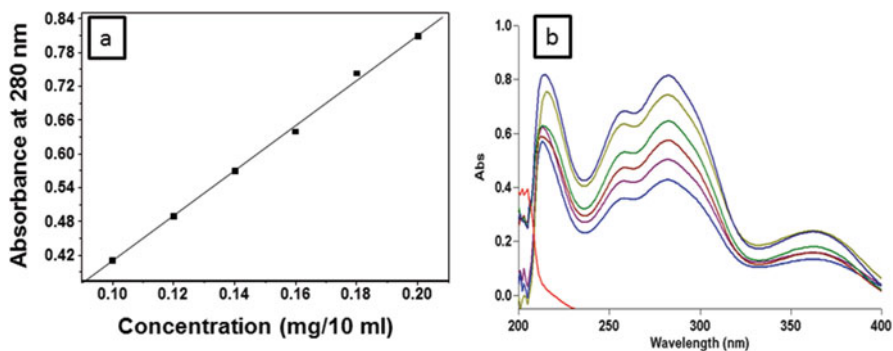 a
Absorbance at 280 nm
0.84
0.78
0.72
0.66
0.60
0.54
0.48
0.42
0.10 0.12 0.14 0.16 0.18 0.20
Concentration (mg/10 ml)
b
Abs
1.0
0.8
0.6
0.4
0.2
0.0
200 250 300 350 400
Wavelength (nm)